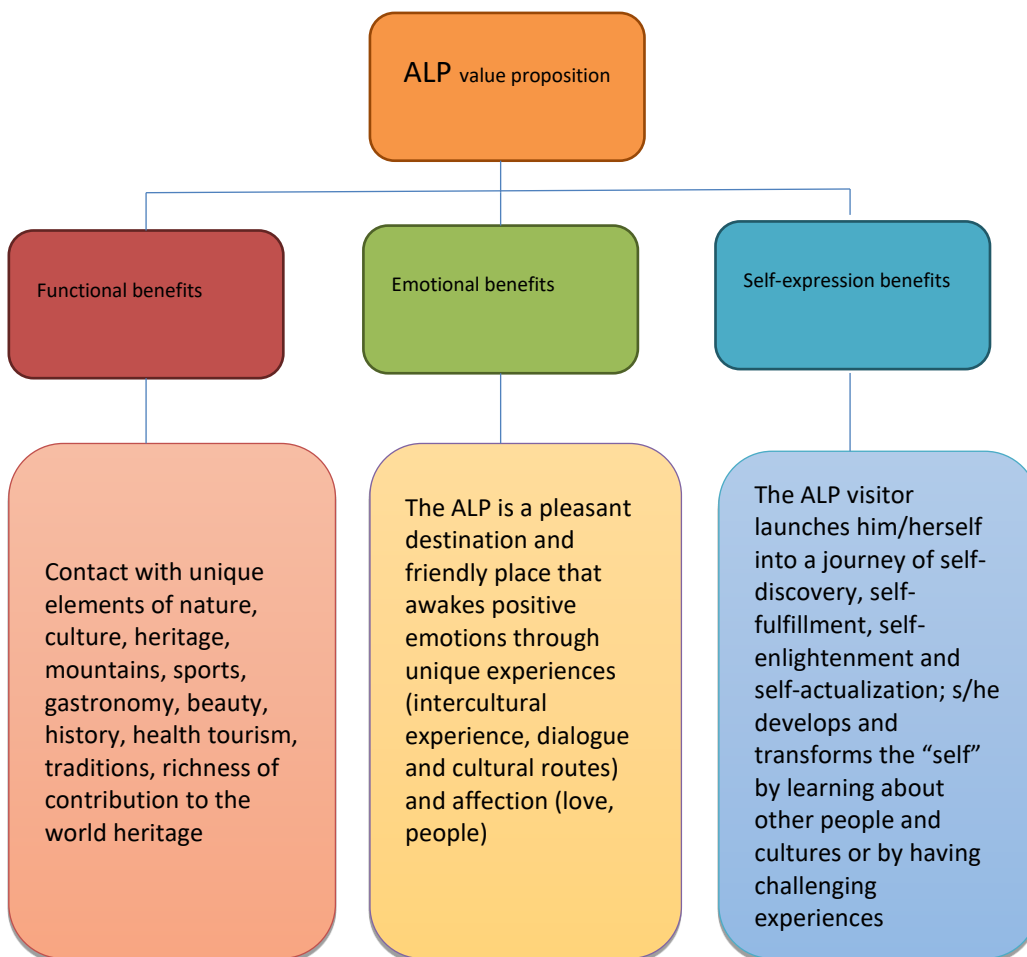 ALP value proposition
Functional benefits
Emotional benefits
Self-expression benefits
Contact with unique
elements of nature,
culture, heritage,
mountains, sports,
gastronomy, beauty,
history, health tourism,
traditions, richness of
contribution to the
world heritage
The ALP is a pleasant
destination and
friendly place that
awakes positive
emotions through
unique experiences
(intercultural
experience, dialogue
and cultural routes)
and affection (love,
people)
The ALP visitor
launches him/herself
into a journey of self-
discovery, self-
fulfillment, self-
enlightenment and
self-actualization; s/he
develops and
transforms the “self”
by learning about
other people and
cultures or by having
challenging
experiences